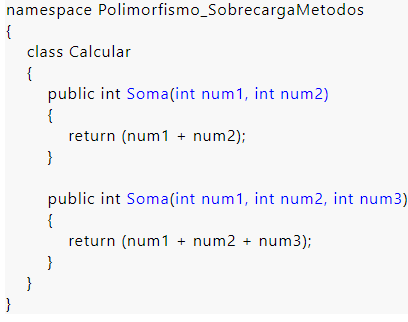 namespace Polimorfismo_SobrecargaMetodos
{
class Calcular
{
public int Soma(int num1, int num2)
{
return (num1 + num2);
}
public int Soma(int num1, int num2, int num3)
{
return (num1 + num2 + num3);
}
}
}